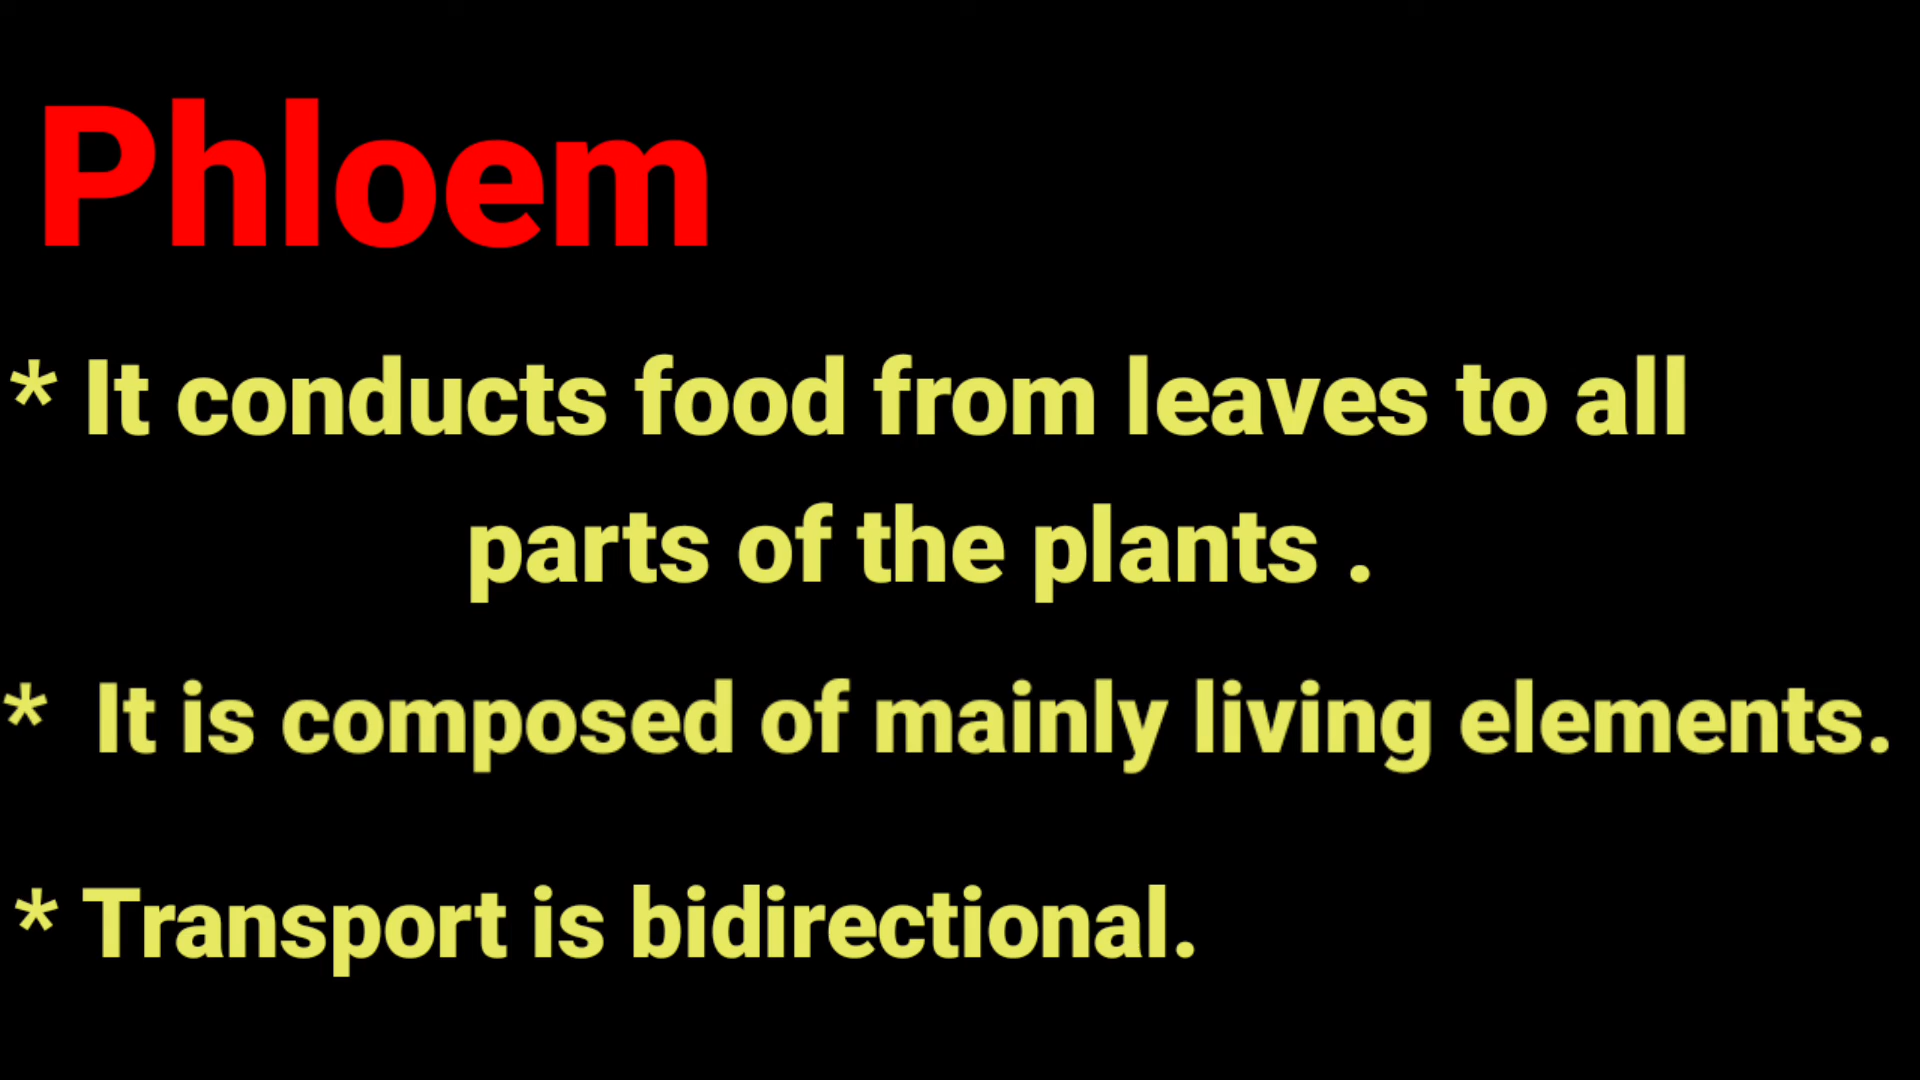 Phloem
* It conducts food from leaves to all
parts of the plants .
* It is composed of mainly living elements.
* Transport is bidirectional.